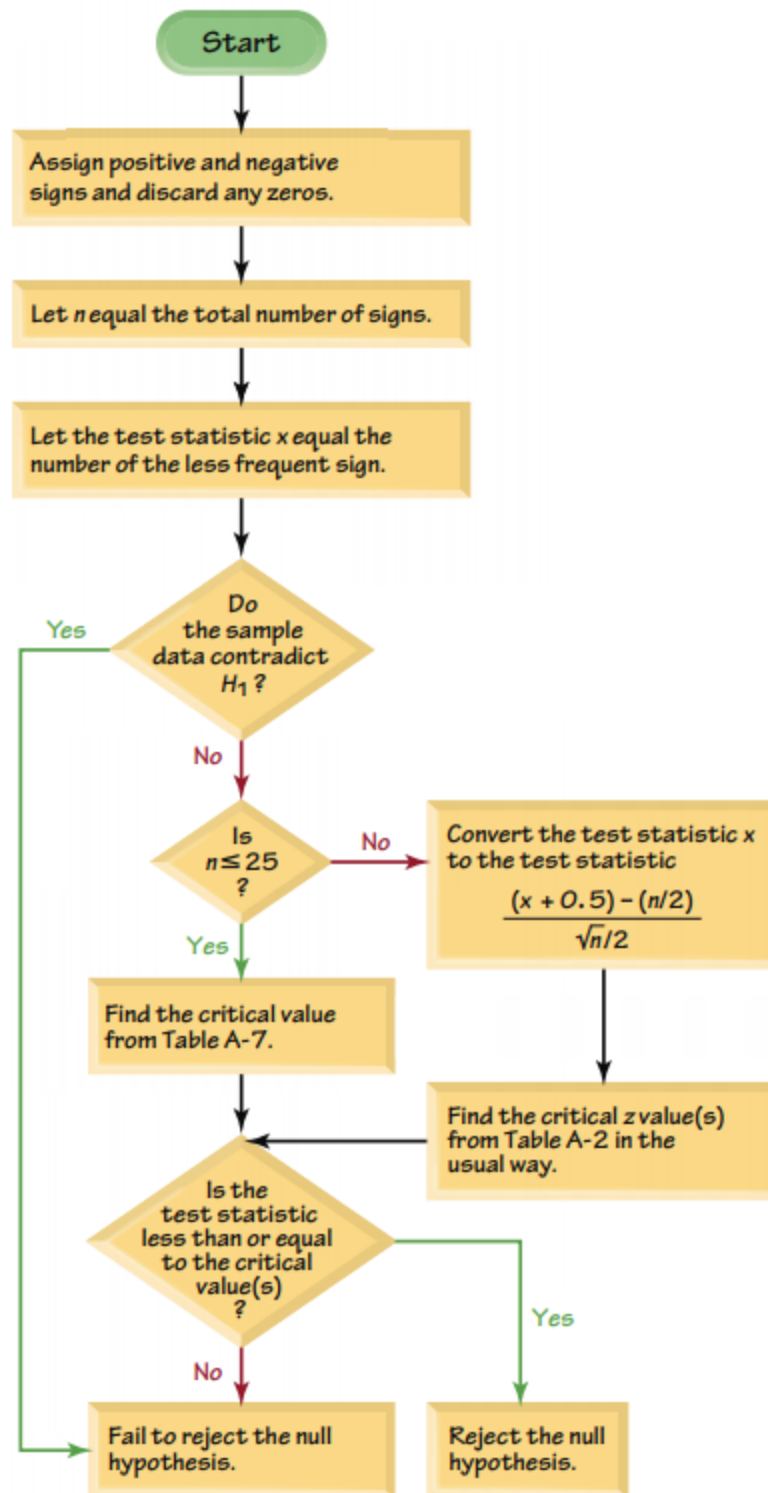 Start
Assign positive and negative
signs and discard any zeros.
Let n equal the total number of signs.
Let the test statistic x equal the
number of the less frequent sign.
Do
the sample
data contradict
H₁ ?
Yes
No
Is
n ≤ 25
?
No
Convert the test statistic x
to the test statistic
(x + 0.5) – (n/2)
√n/2
Yes
Find the critical value
from Table A-7.
Find the critical z value(s)
from Table A-2 in the
usual way.
Is the
test statistic
less than or equal
to the critical
value(s)
?
Yes
No
Fail to reject the null
hypothesis.
Reject the null
hypothesis.